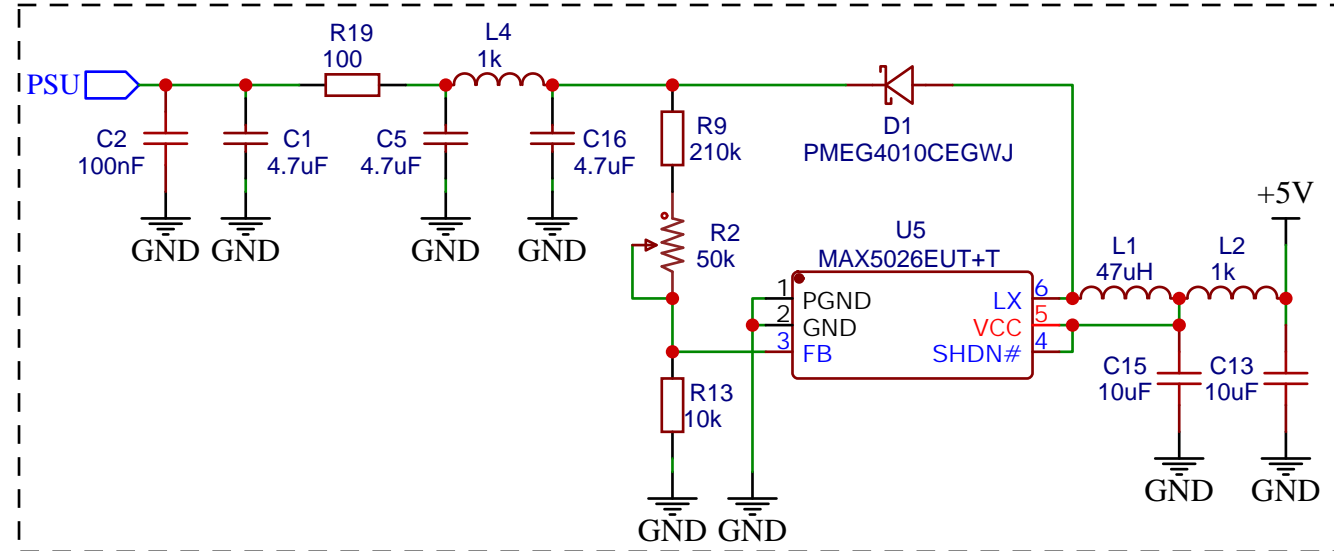 PSU
R19
100
L4
1k
C2
100nF
C1
4.7uF
C5
4.7uF
C16
4.7uF
R9
210k
D1
PMEG4010CEGWJ
+5V
R2
50k
U5
MAX5026EUT+T
L1
47uH
L2
1k
GND
GND
GND
GND
1
PGND
2
GND
3
FB
LX
6
VCC
5
SHDN#
4
R13
10k
C15
10uF
C13
10uF
GND
GND
GND
GND